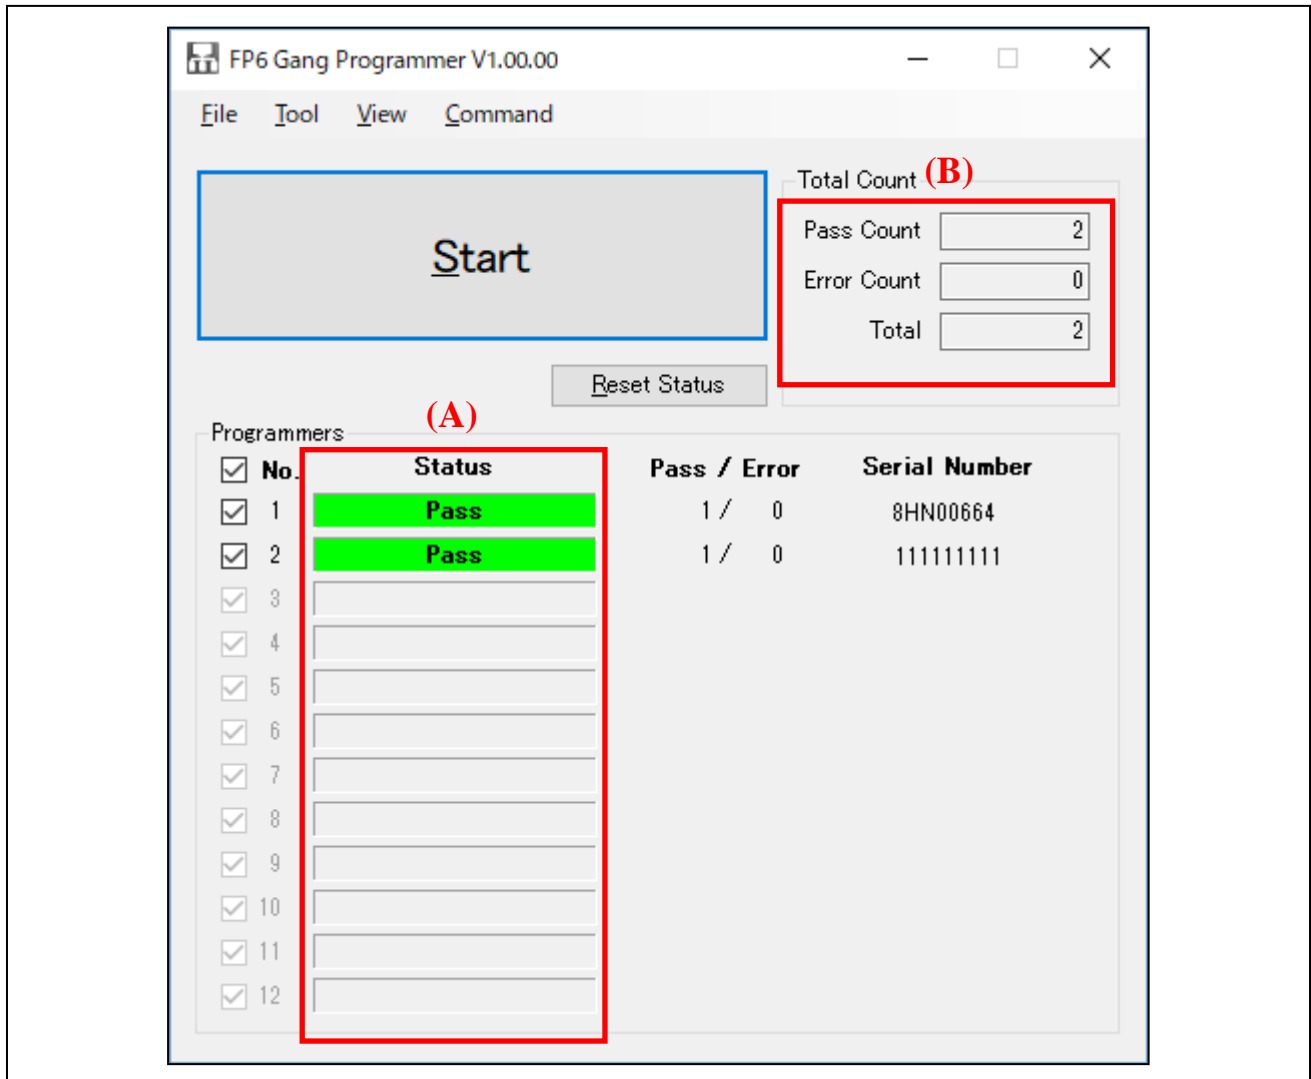 FP6 Gang Programmer V1.00.00
File Tool View Command
Start
Total Count (B)
Pass Count 2
Error Count 0
Total 2
Reset Status
(A)
Programmers
No. Status Pass / Error Serial Number
1 Pass 1 / 0 8HN00664
2 Pass 1 / 0 111111111
3
4
5
6
7
8
9
10
11
12